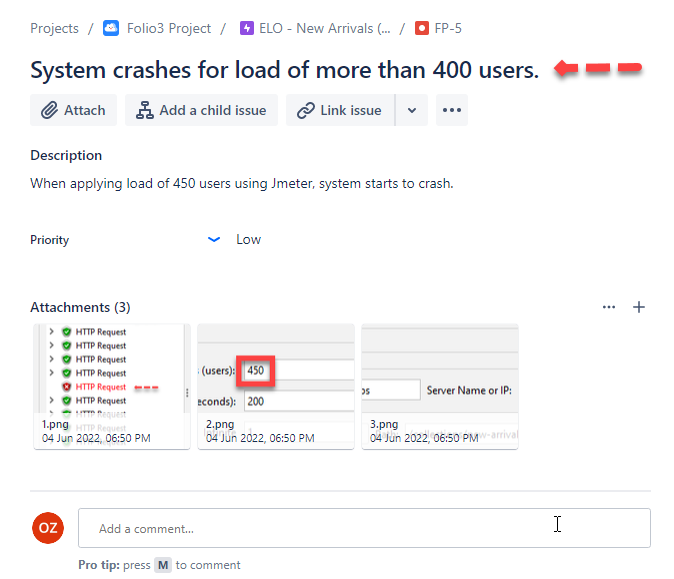 Projects / Folio3 Project / ELO - New Arrivals (... / FP-5
System crashes for load of more than 400 users.
Attach Add a child issue Link issue
Description
When applying load of 450 users using Jmeter, system starts to crash.
Priority Low
Attachments (3)
HTTP Request
HTTP Request
HTTP Request
HTTP Request
HTTP Request
HTTP Request
1.png
04 Jun 2022, 06:50 PM
(users): 450
econds): 200
2.png
04 Jun 2022, 06:50 PM
Server Name or IP:
3.png
04 Jun 2022, 06:50 PM
OZ Add a comment...
Pro tip: press M to comment